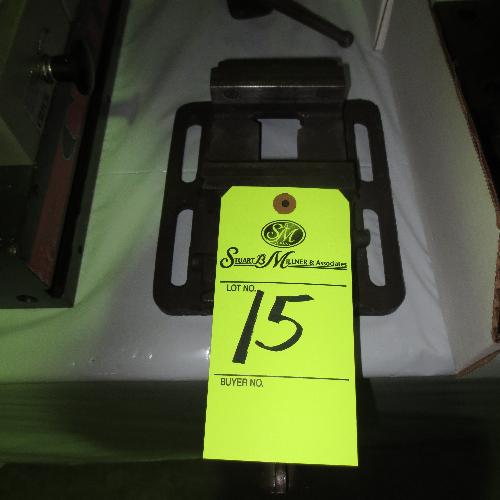 SM
STUART B. MILLNER & Associates
LOT NO.
15
BUYER NO.